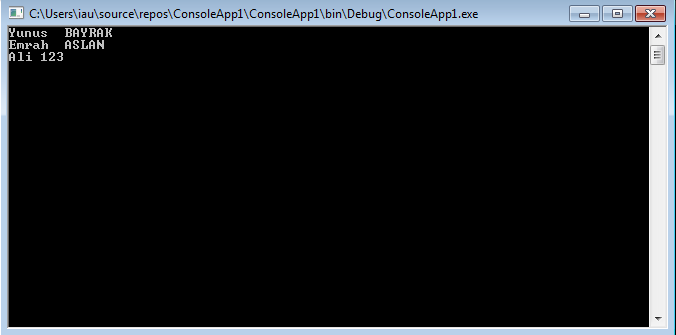 C:\Users\iau\source\repos\ConsoleApp1\ConsoleApp1\bin\Debug\ConsoleApp1.exe
Yunus  BAYRAK
Emrah  ASLAN
Ali 123